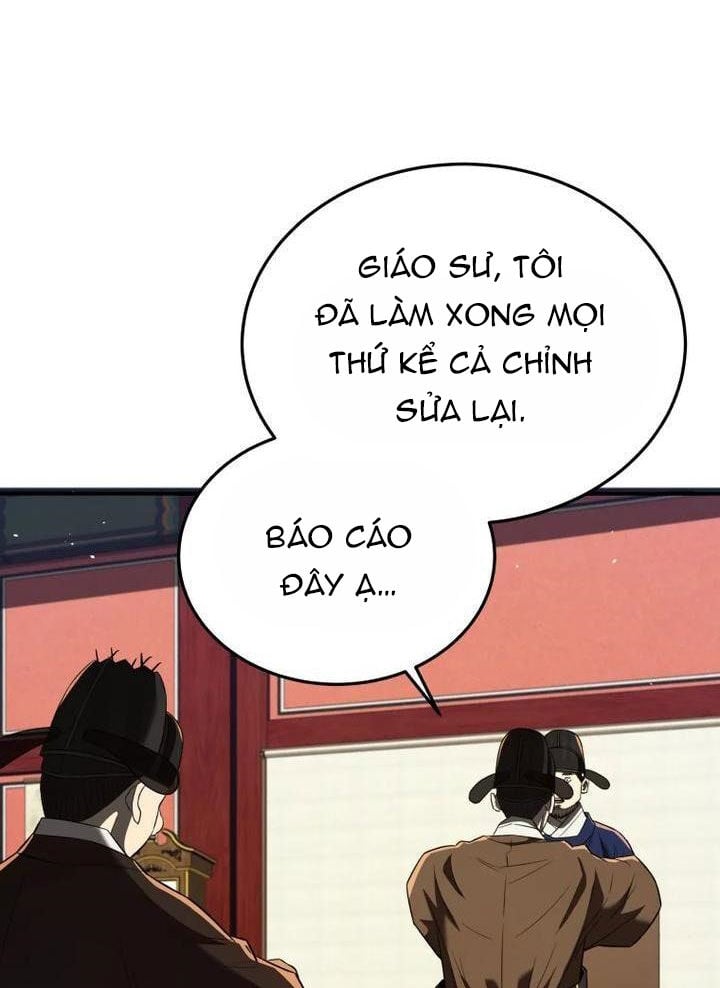 GIÁO SƯ, TÔI
ĐÃ LÀM XONG MỌI
THỨ KỂ CẢ CHỈNH
SỬA LẠI.
BÁO CÁO
ĐÂY Ạ...